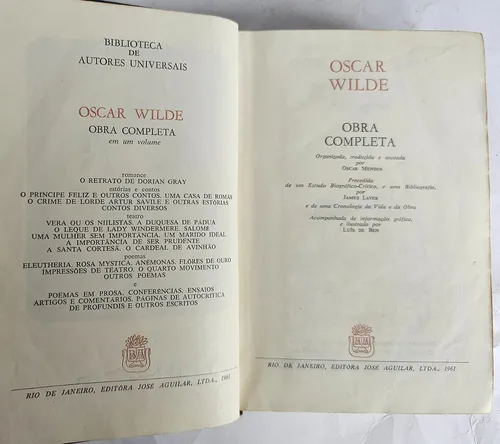 BIBLIOTECA
DE
AUTORES UNIVERSAIS
OSCAR WILDE
OBRA COMPLETA
em um volume
romance
O RETRATO DE DORIAN GRAY
estórias e contos
O PRINCIPE FELIZ E OUTROS CONTOS. UMA CASA DE ROMÃS
O CRIME DE LORDE ARTUR SAVILE E OUTRAS ESTÓRIAS
CONTOS DIVERSOS
teatro
VERA OU OS NIILISTAS. A DUQUESA DE PÁDUA
O LEQUE DE LADY WINDERMERE. SALOMÉ
UMA MULHER SEM IMPORTÂNCIA. UM MARIDO IDEAL
A IMPORTÂNCIA DE SER PRUDENTE
A SANTA CORTESÃ. O CARDEAL DE AVINHÃO
poemas
ELEUTHERIA. ROSA MYSTICA. ANÊMONAS. FLÔRES DE OURO
IMPRESSÕES DE TEATRO. O QUARTO MOVIMENTO
OUTROS POEMAS
e
POEMAS EM PROSA. CONFERÊNCIAS. ENSAIOS
ARTIGOS E COMENTÁRIOS. PÁGINAS DE AUTOCRÍTICA
DE PROFUNDIS E OUTROS ESCRITOS
RIO DE JANEIRO, EDITÔRA JOSÉ AGUILAR, LTDA., 1961
OSCAR
WILDE
OBRA
COMPLETA
Organizada, traduzida e anotada
por
OSCAR MENDES
Precedida
de um Estudo Biográfico-Crítico, e uma Bibliografia,
por
JAMES LAVER
e de uma Cronologia da Vida e da Obra
Acompanhada de informação gráfica,
e ilustrada por
LUÍS DE BEN
RIO DE JANEIRO, EDITÔRA JOSÉ AGUILAR, LTDA., 1961